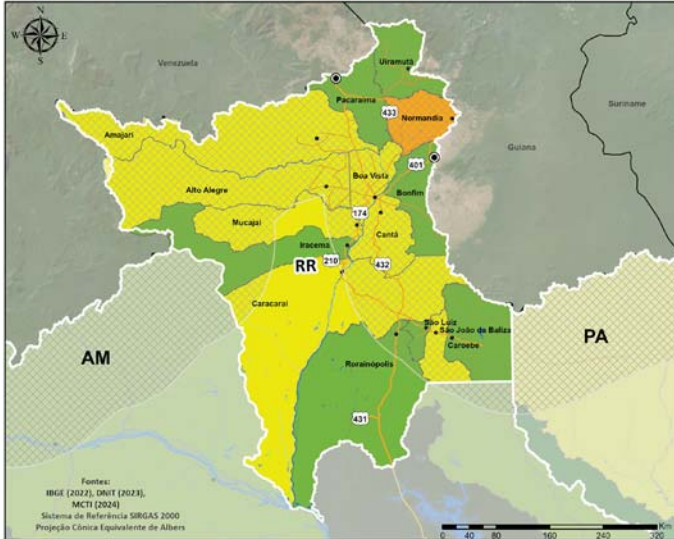 N
W E
S
Venezuela
Uiramutã
Pacaraima
Suriname
433
Normandia
Amajari
Guiana
401
Boa Vista
Alto Alegre
Bonfim
Mucajaí
174
Cantá
Iracema
RR
210
432
Caracaraí
São Luiz
São João da Baliza
AM
PA
Caroebe
Rorainópolis
431
Fontes:
IBGE (2022), DNIT (2023),
MCTI (2024)
Sistema de Referência SIRGAS 2000
Projeção Cônica Equivalente de Albers
Km
0 40 80 160 240 320